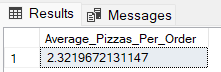 Results Messages
Average_Pizzas_Per_Order
1 2.3219672131147